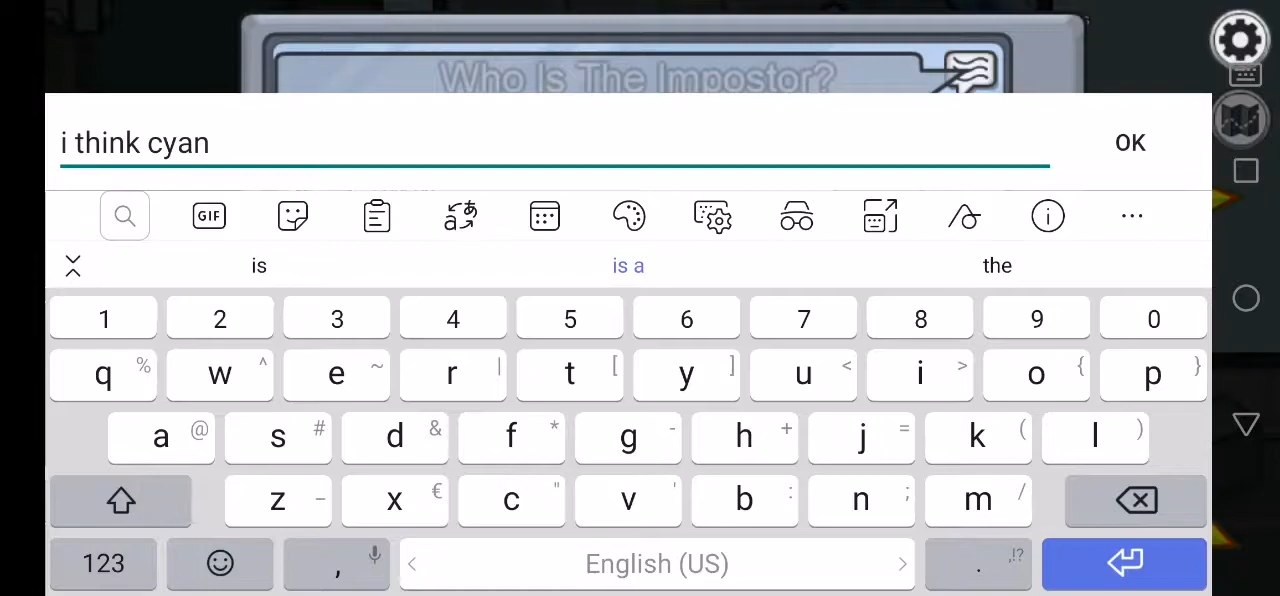 Who Is The Impostor?
i think cyan
OK
GIF
is
is a
the
1 2 3 4 5 6 7 8 9 0
q % w ^ e ~ r | t [ y ] u < i > o { p }
a @ s # d & f * g - h + j = k ( l )
z _ x € c " v ' b : n ; m /
123 , < English (US) > . ,!?